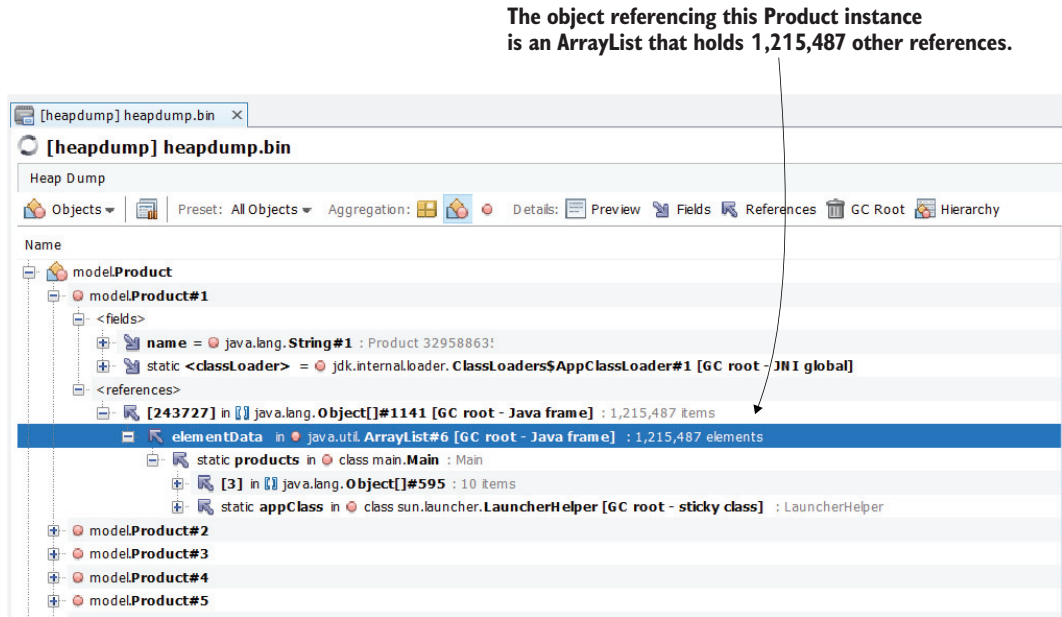 The object referencing this Product instance
is an ArrayList that holds 1,215,487 other references.
[heapdump] heapdump.bin ×
[heapdump] heapdump.bin
Heap Dump
Objects Preset: All Objects Aggregation: Details: Preview Fields References GC Root Hierarchy
Name
model.Product
model.Product#1
<fields>
name = java.lang.String#1 : Product 32958863!
static <classLoader> = jdk.internal.loader.ClassLoaders$AppClassLoader#1 [GC root - JNI global]
<references>
[243727] in java.lang.Object[]#1141 [GC root - Java frame] : 1,215,487 items
elementData in java.util.ArrayList#6 [GC root - Java frame] : 1,215,487 elements
static products in class main.Main : Main
[3] in java.lang.Object[]#595 : 10 items
static appClass in class sun.launcher.LauncherHelper [GC root - sticky class] : LauncherHelper
model.Product#2
model.Product#3
model.Product#4
model.Product#5